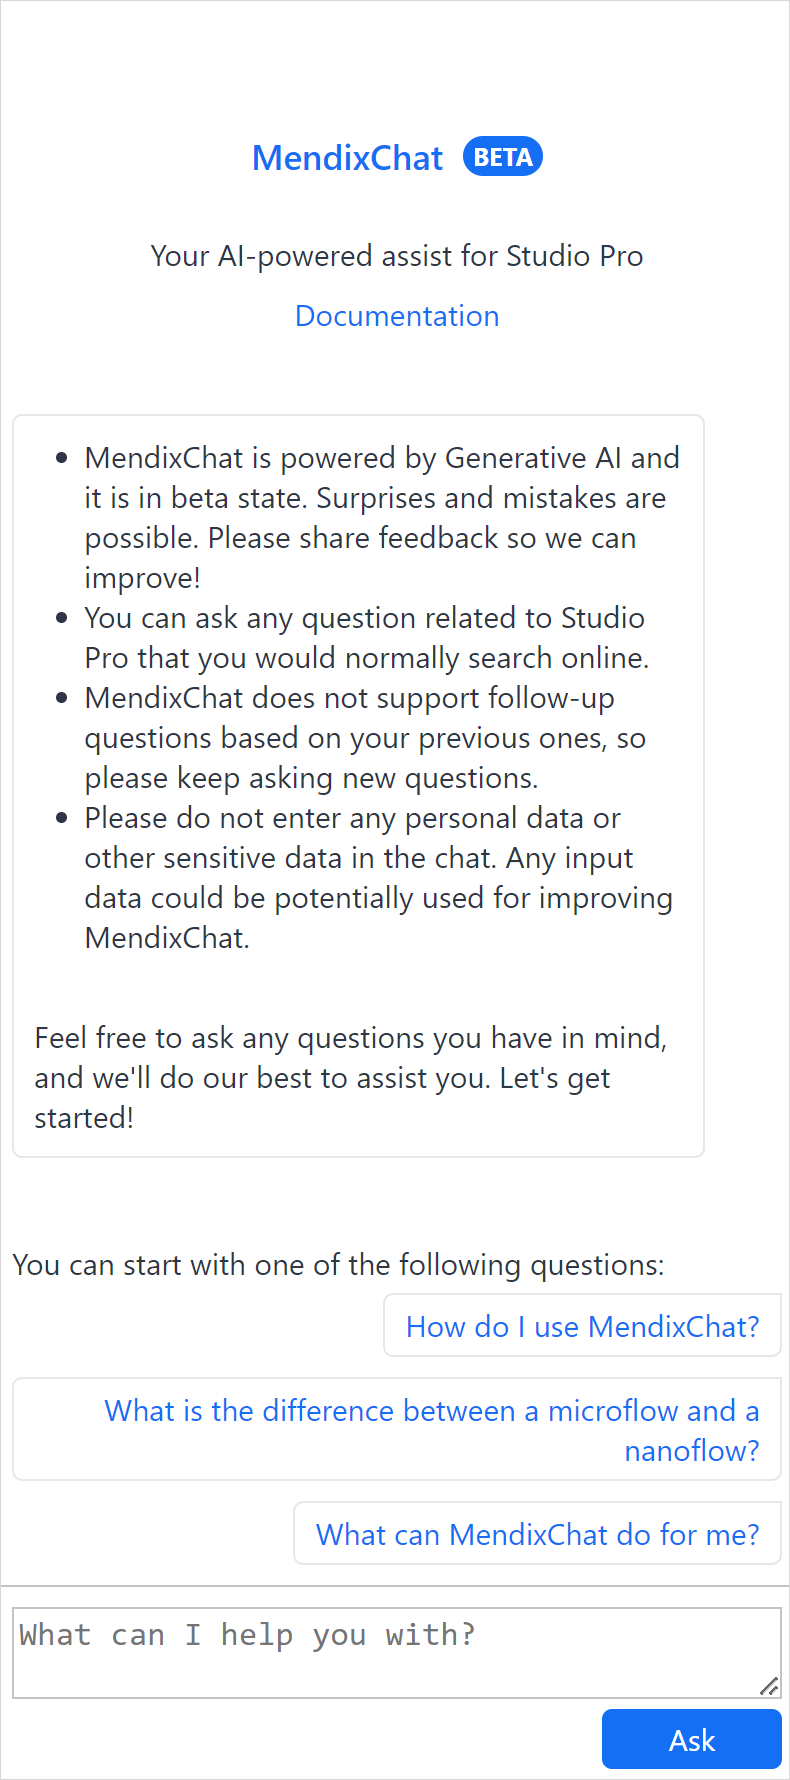 MendixChat BETA
Your AI-powered assist for Studio Pro
Documentation
• MendixChat is powered by Generative AI and
it is in beta state. Surprises and mistakes are
possible. Please share feedback so we can
improve!
• You can ask any question related to Studio
Pro that you would normally search online.
• MendixChat does not support follow-up
questions based on your previous ones, so
please keep asking new questions.
• Please do not enter any personal data or
other sensitive data in the chat. Any input
data could be potentially used for improving
MendixChat.
Feel free to ask any questions you have in mind,
and we'll do our best to assist you. Let's get
started!
You can start with one of the following questions:
How do I use MendixChat?
What is the difference between a microflow and a
nanoflow?
What can MendixChat do for me?
What can I help you with?
Ask